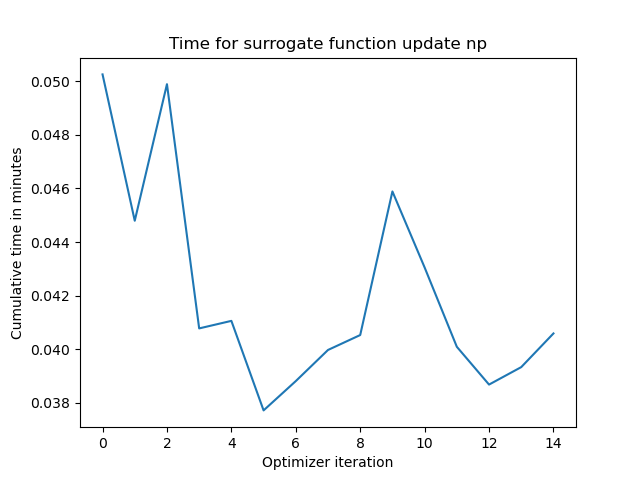 Time for surrogate function update np
Cumulative time in minutes
0.050
0.048
0.046
0.044
0.042
0.040
0.038
0 2 4 6 8 10 12 14
Optimizer iteration